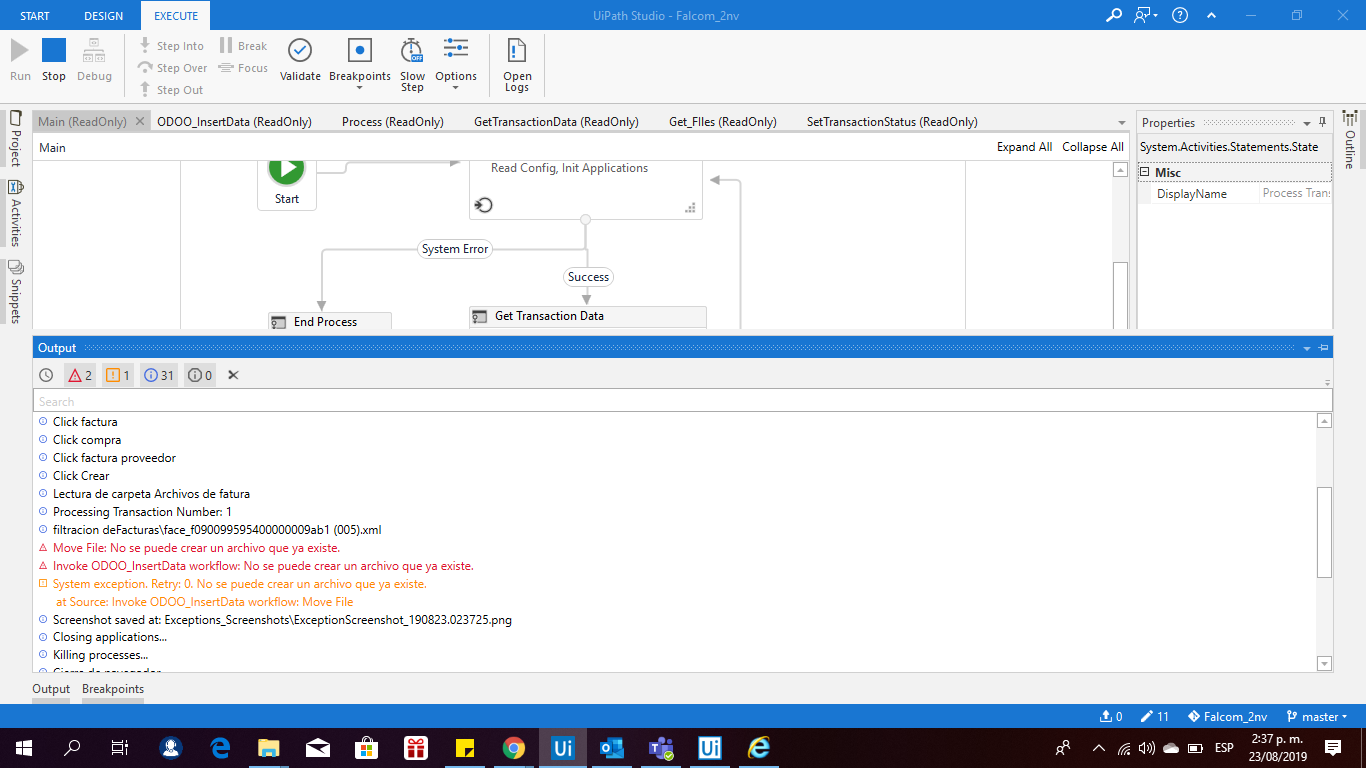 START DESIGN EXECUTE UiPath Studio - Falcom_2nv
Run Stop Debug Step Into Step Over Step Out Break Focus Validate Breakpoints Slow Step Options Open Logs
Main (ReadOnly) ODOO_InsertData (ReadOnly) Process (ReadOnly) GetTransactionData (ReadOnly) Get_FIles (ReadOnly) SetTransactionStatus (ReadOnly)
Main Expand All Collapse All
Project
Activities
Snippets
Start
Read Config, Init Applications
System Error
Success
End Process
Get Transaction Data
Properties
System.Activities.Statements.State
Misc
DisplayName Process Trans
Outline
Output
2 1 31 0
Search
Click factura
Click compra
Click factura proveedor
Click Crear
Lectura de carpeta Archivos de fatura
Processing Transaction Number: 1
filtracion deFacturas\face_f090099595400000009ab1 (005).xml
Move File: No se puede crear un archivo que ya existe.
Invoke ODOO_InsertData workflow: No se puede crear un archivo que ya existe.
System exception. Retry: 0. No se puede crear un archivo que ya existe.
at Source: Invoke ODOO_InsertData workflow: Move File
Screenshot saved at: Exceptions_Screenshots\ExceptionScreenshot_190823.023725.png
Closing applications...
Killing processes...
Output Breakpoints
0 11 Falcom_2nv master
Ui Ui ESP 2:37 p. m.
23/08/2019